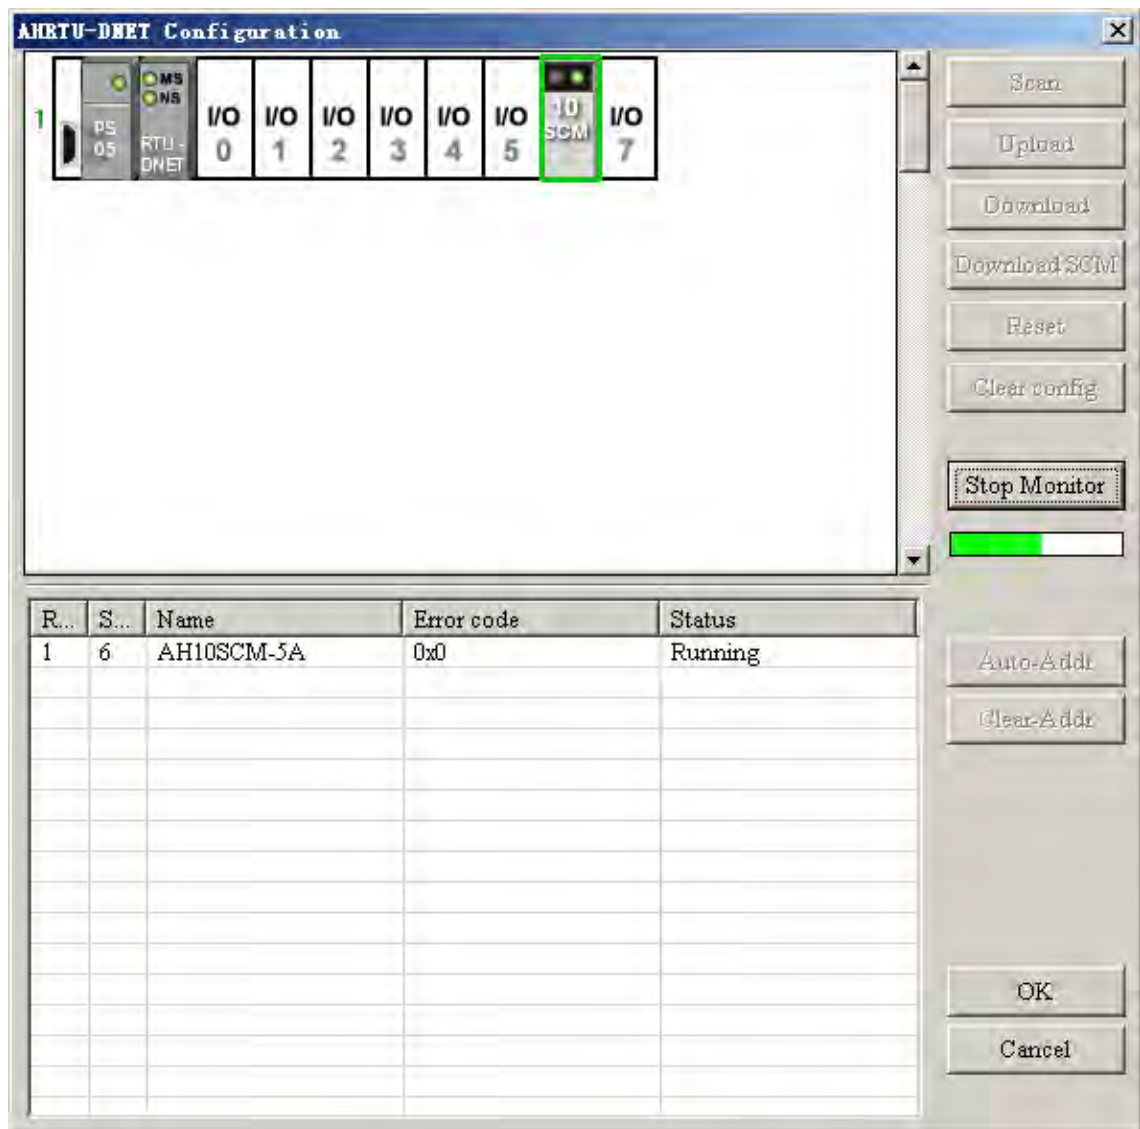 AHRTU-DNET Configuration
1
PS
05
MS
NS
RTU -
DNET
I/O
0
I/O
1
I/O
2
I/O
3
I/O
4
I/O
5
10
SCM
I/O
7
Scan
Upload
Download
Download SCM
Reset
Clear config
Stop Monitor
R... S... Name Error code Status
1 6 AH10SCM-5A 0x0 Running
Auto-Addr
Clear-Addr
OK
Cancel